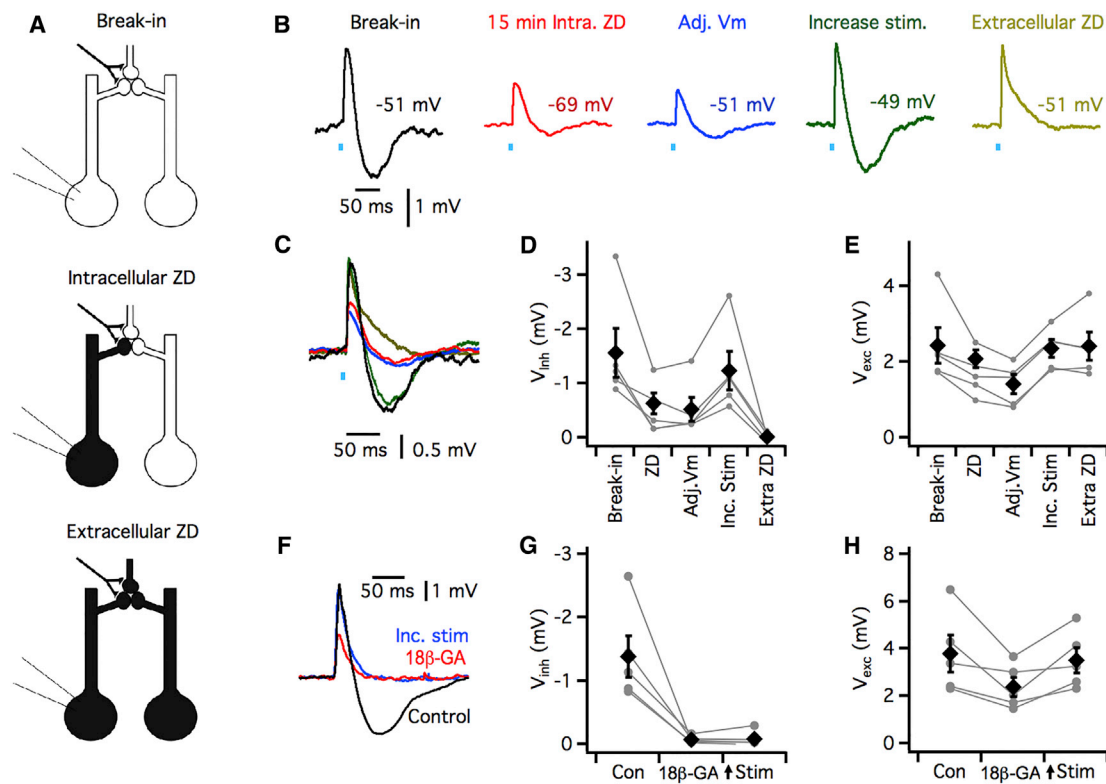 A
Break-in
Intracellular ZD
Extracellular ZD
B
Break-in
15 min Intra. ZD
Adj. Vm
Increase stim.
Extracellular ZD
-51 mV
-69 mV
-51 mV
-49 mV
-51 mV
50 ms
1 mV
C
50 ms
0.5 mV
D
Vinh (mV)
-3
-2
-1
0
Break-in
ZD
Adj.Vm
Inc. Stim
Extra ZD
E
Vexc (mV)
4
2
0
Break-in
ZD
Adj.Vm
Inc. Stim
Extra ZD
F
50 ms
1 mV
Inc. stim
18β-GA
Control
G
Vinh (mV)
-3
-2
-1
0
Con
18β-GA
↑Stim
H
Vexc (mV)
8
6
4
2
0
Con
18β-GA
↑Stim